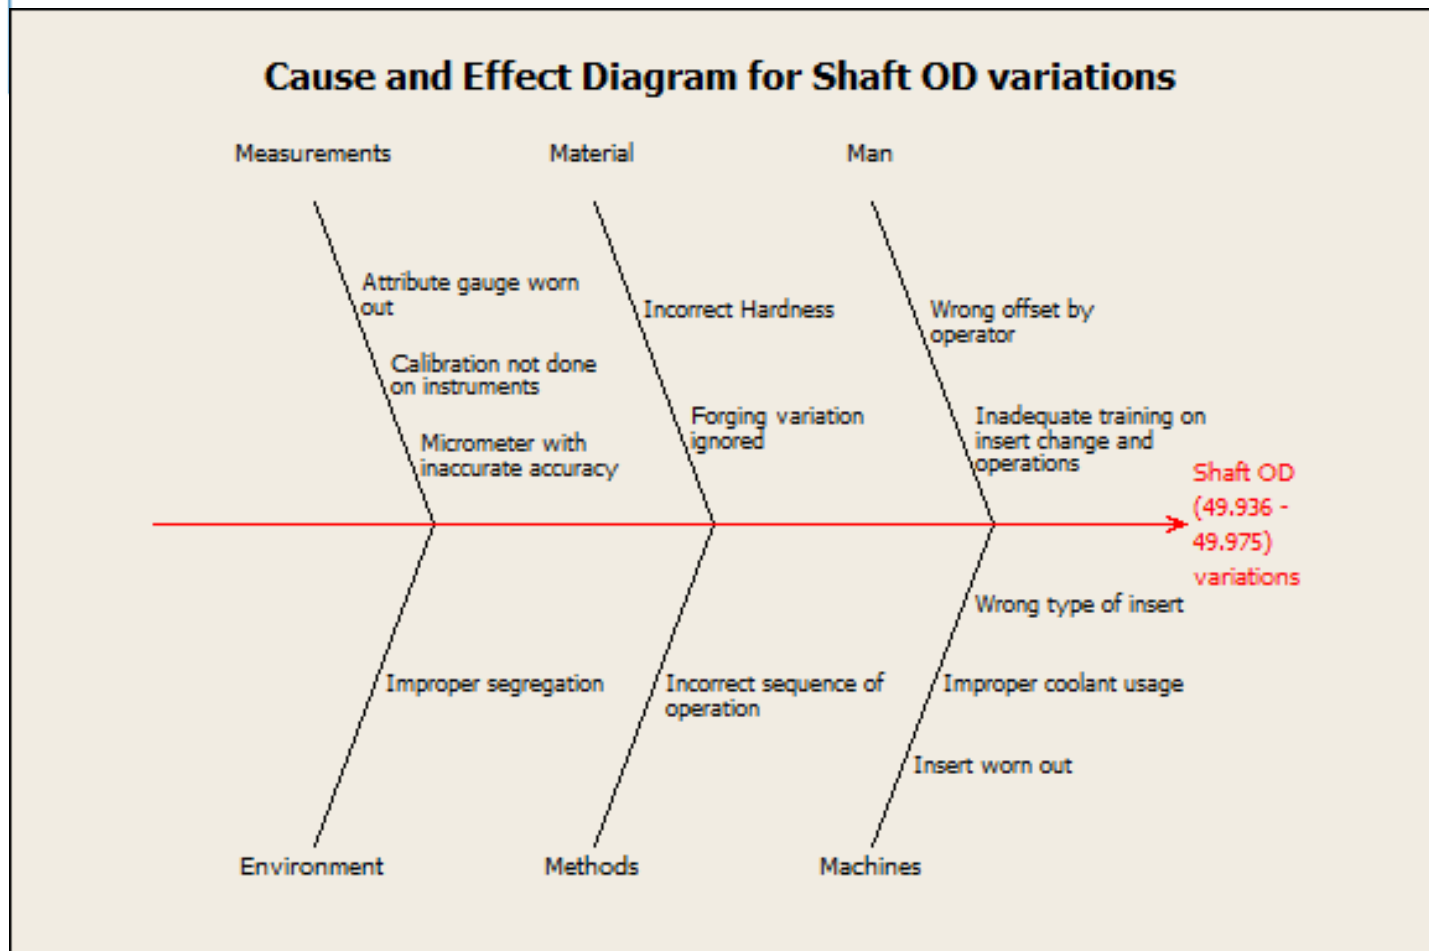 Cause and Effect Diagram for Shaft OD variations
Measurements
Material
Man
Attribute gauge worn
out
Calibration not done
on instruments
Micrometer with
inaccurate accuracy
Incorrect Hardness
Forging variation
ignored
Wrong offset by
operator
Inadequate training on
insert change and
operations
Shaft OD
(49.936 -
49.975)
variations
Improper segregation
Incorrect sequence of
operation
Wrong type of insert
Improper coolant usage
Insert worn out
Environment
Methods
Machines